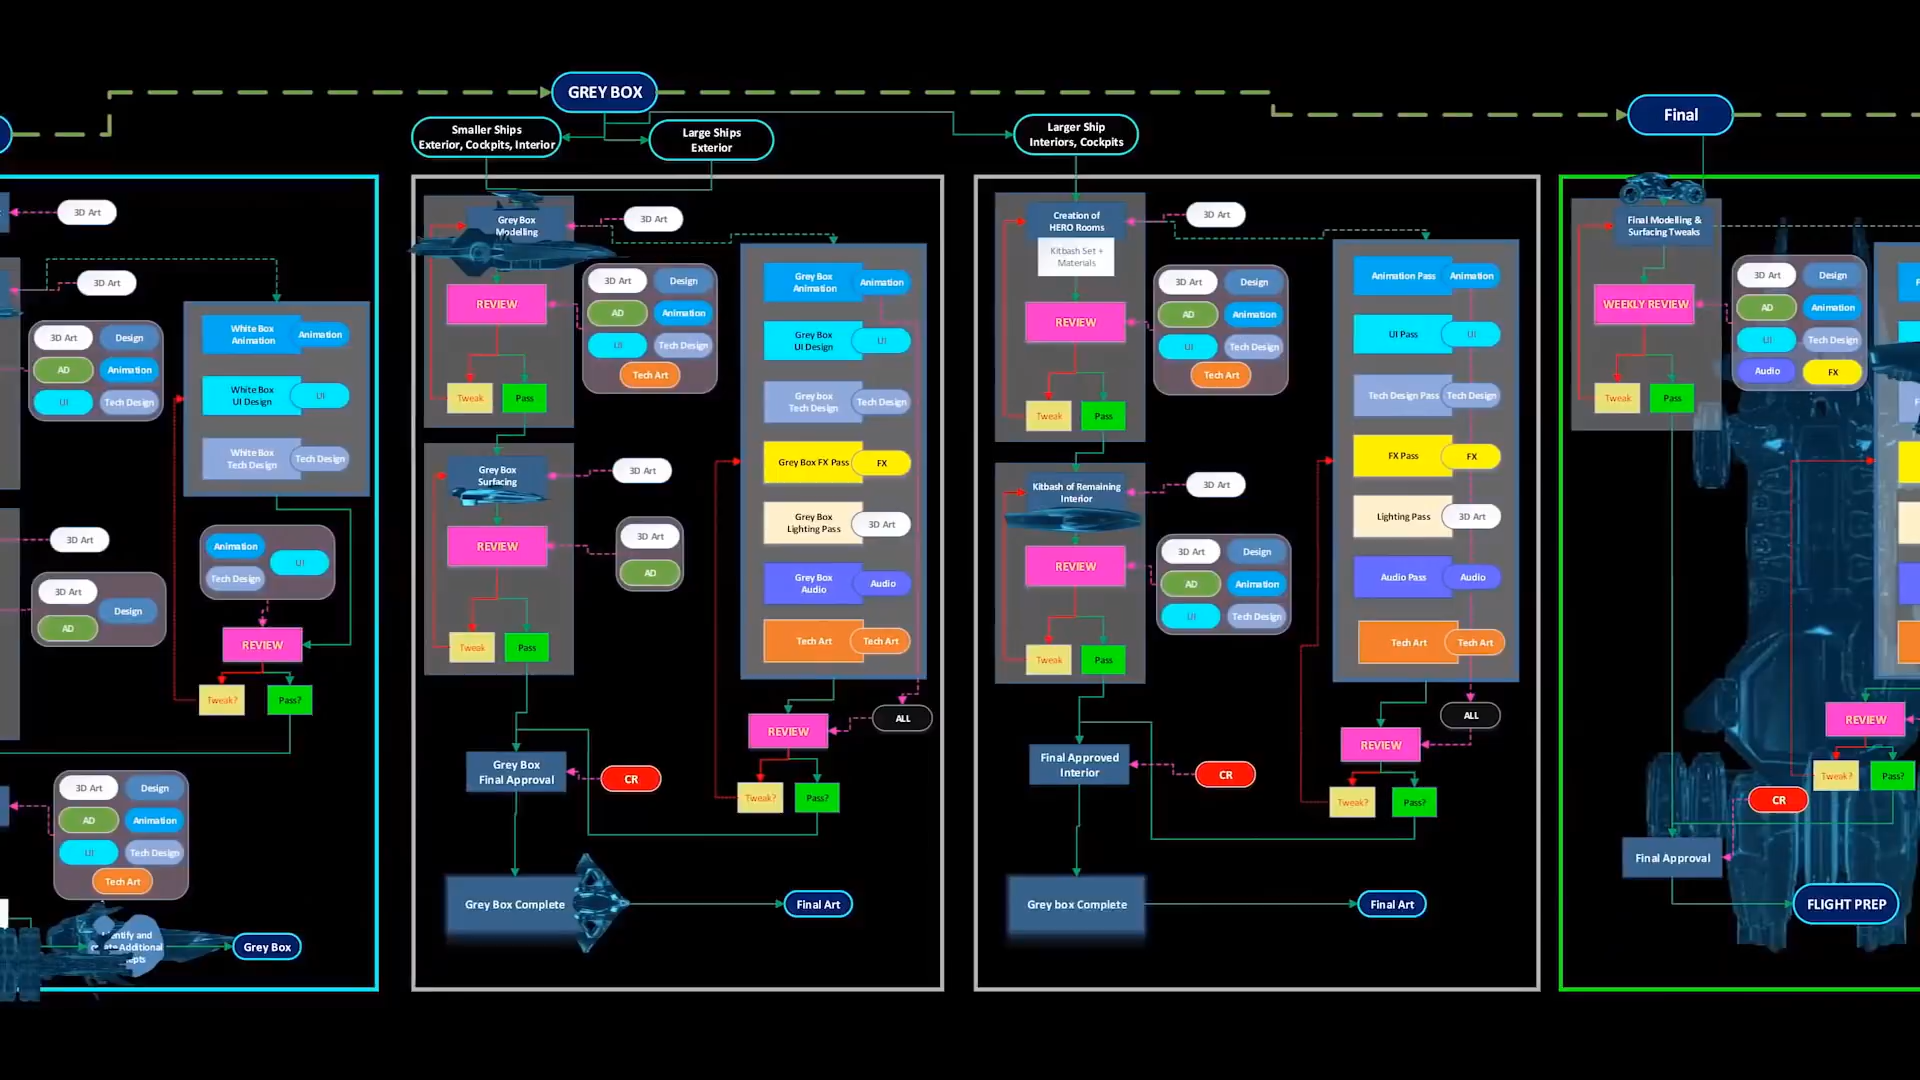 GREY BOX
Final
Smaller Ships
Exterior, Cockpits, Interior
Large Ships
Exterior
Larger Ship
Interiors, Cockpits
3D Art
3D Art
3D Art
Design
AD
Animation
UI
Tech Design
White Box
Animation
Animation
White Box
UI Design
UI
White Box
Tech Design
Tech Design
3D Art
3D Art
Design
AD
Animation
UI
Tech Design
REVIEW
Tweak?
Pass?
3D Art
Design
AD
Animation
UI
Tech Design
Tech Art
Grey Box
Grey Box
Modelling
3D Art
REVIEW
Tweak
Pass
3D Art
Design
AD
Animation
UI
Tech Design
Tech Art
Grey Box
Surfacing
3D Art
REVIEW
3D Art
AD
Tweak
Pass
Grey Box
Final Approval
CR
Grey Box Complete
Final Art
Grey Box
Animation
Animation
Grey Box
UI Design
UI
Grey box
Tech Design
Tech Design
Grey Box FX Pass
FX
Grey Box
Lighting Pass
3D Art
Grey Box
Audio
Audio
Tech Art
Tech Art
ALL
REVIEW
Tweak?
Pass?
Creation of
HERO Rooms
Kitbash Set +
Materials
3D Art
REVIEW
Tweak
Pass
3D Art
Design
AD
Animation
UI
Tech Design
Tech Art
Kitbash of Remaining
Interior
3D Art
REVIEW
Tweak
Pass
3D Art
Design
AD
Animation
UI
Tech Design
Final Approved
Interior
CR
Grey box Complete
Final Art
Animation Pass
Animation
UI Pass
UI
Tech Design Pass
Tech Design
FX Pass
FX
Lighting Pass
3D Art
Audio Pass
Audio
Tech Art
Tech Art
ALL
REVIEW
Tweak?
Pass?
Final Modelling &
Surfacing Tweaks
WEEKLY REVIEW
Tweak
Pass
3D Art
Design
AD
Animation
UI
Tech Design
Audio
FX
REVIEW
Tweak?
Pass?
CR
Final Approval
FLIGHT PREP